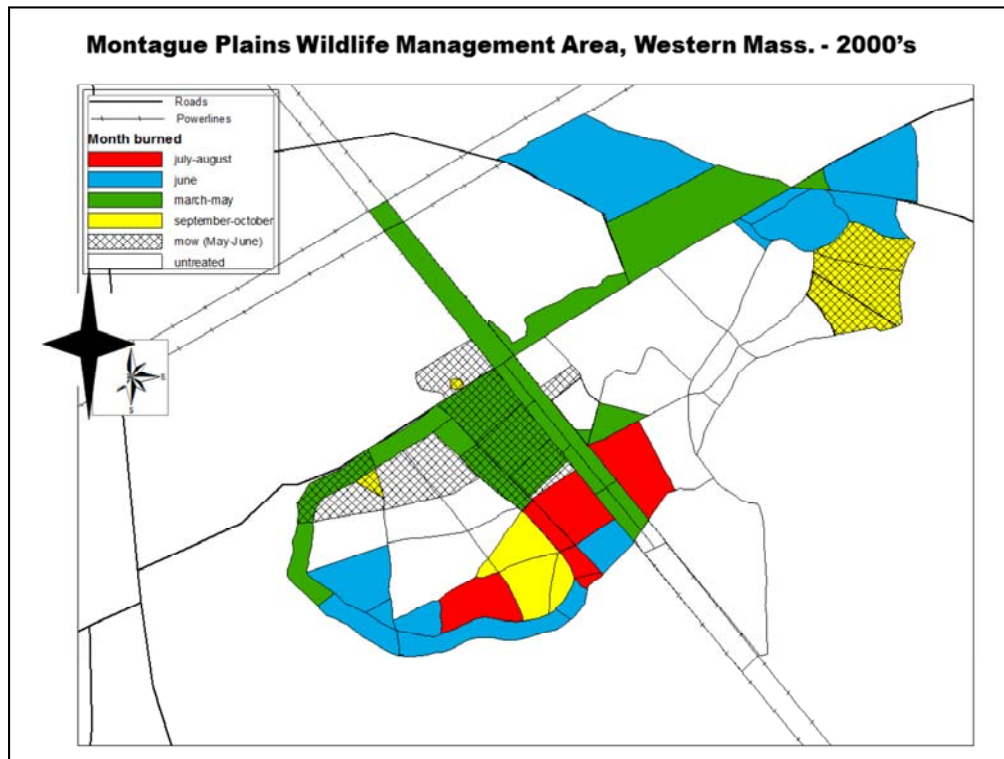 Montague Plains Wildlife Management Area, Western Mass. - 2000's
Roads
Powerlines
Month burned
july-august
june
march-may
september-october
mow (May-June)
untreated
E
S